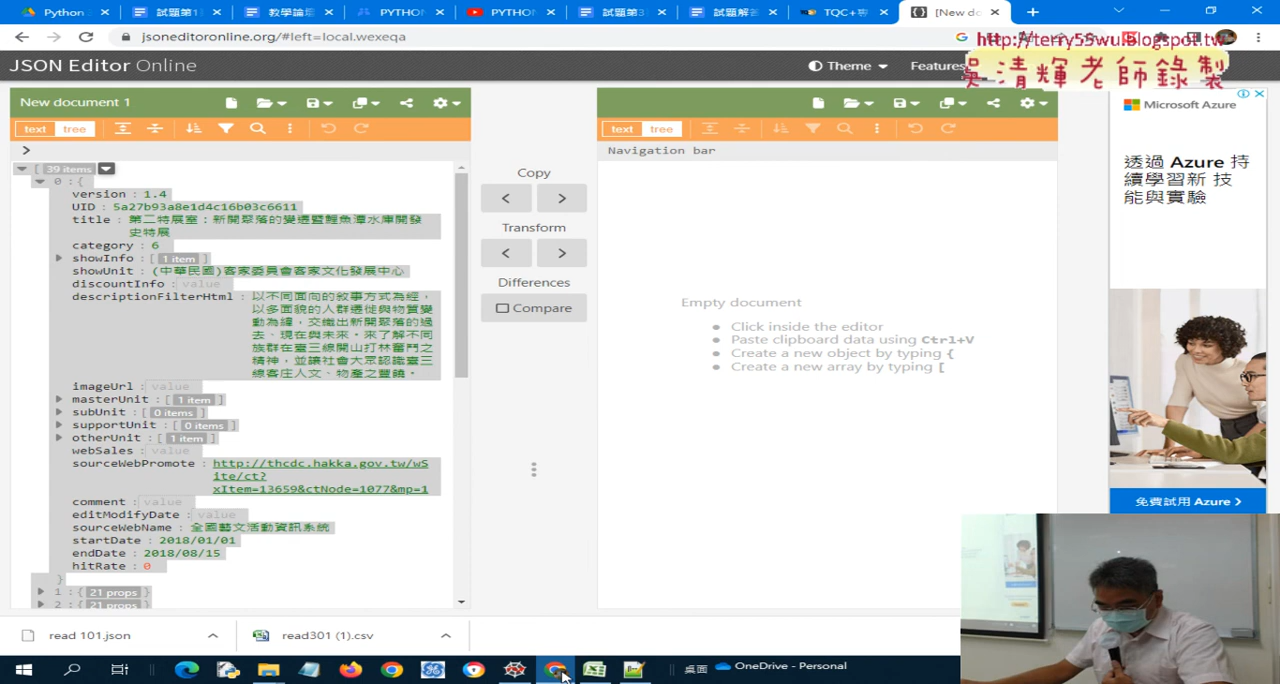 Python
試題第1
教學論壇
PYTHON
PYTHON
試題第3
試題解答
TQC+專
[New do
jsoneditoronline.org/#left=local.wexeqa
http://terry55wu.blogspot.tw
吳清輝老師錄製
JSON Editor Online
Theme
Features
New document 1
text tree
text tree
Navigation bar
[ 39 items ]
0 : {
version : 1.4
UID : 5a27b93a8e1d4c16b03c6611
title : 第二特展室：新開聚落的變遷暨鯉魚潭水庫開發
史特展
category : 6
showInfo : [ 1 item ]
showUnit : (中華民國)客家委員會客家文化發展中心
discountInfo : value
descriptionFilterHtml : 以不同面向的敘事方式為經，
以多面貌的人群遷徙與物質變
動為緯，交織出新開聚落的過
去、現在與未來。來了解不同
族群在臺三線開山打林奮鬥之
精神，並讓社會大眾認識臺三
線客庄人文、物產之豐饒。
imageUrl : value
masterUnit : [ 1 item ]
subUnit : [ 0 items ]
supportUnit : [ 0 items ]
otherUnit : [ 1 item ]
webSales : value
sourceWebPromote : http://thcdc.hakka.gov.tw/wS
ite/ct?
xItem=13659&ctNode=1077&mp=1
comment : value
editModifyDate : value
sourceWebName : 全國藝文活動資訊系統
startDate : 2018/01/01
endDate : 2018/08/15
hitRate : 0
}
1 : { 21 props }
2 : { 21 props }
Copy
< >
Transform
< >
Differences
Compare
Empty document
Click inside the editor
Paste clipboard data using Ctrl+V
Create a new object by typing {
Create a new array by typing [
Microsoft Azure
透過 Azure 持
續學習新 技
能與實驗
免費試用 Azure >
read 101.json
read301 (1).csv
桌面
OneDrive - Personal